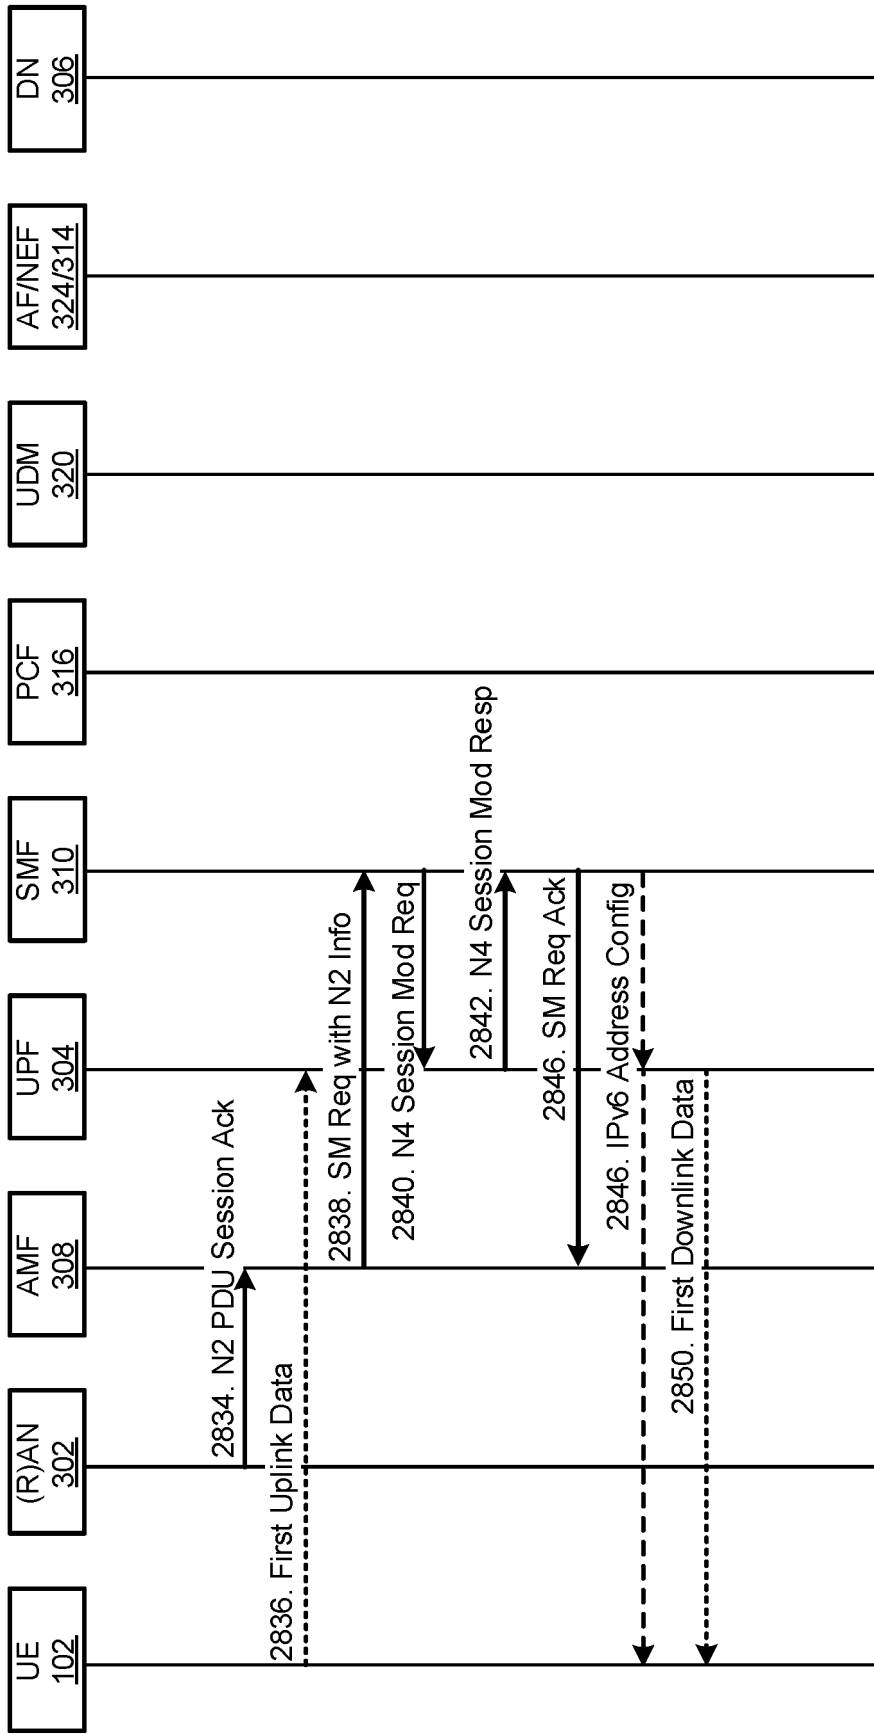 UE
102
(R)AN
302
AMF
308
UPF
304
SMF
310
PCF
316
UDM
320
AF/NEF
324/314
DN
306
2834. N2 PDU Session Ack
2836. First Uplink Data
2838. SM Req with N2 Info
2840. N4 Session Mod Req
2842. N4 Session Mod Resp
2846. SM Req Ack
2846. IPv6 Address Config
2850. First Downlink Data